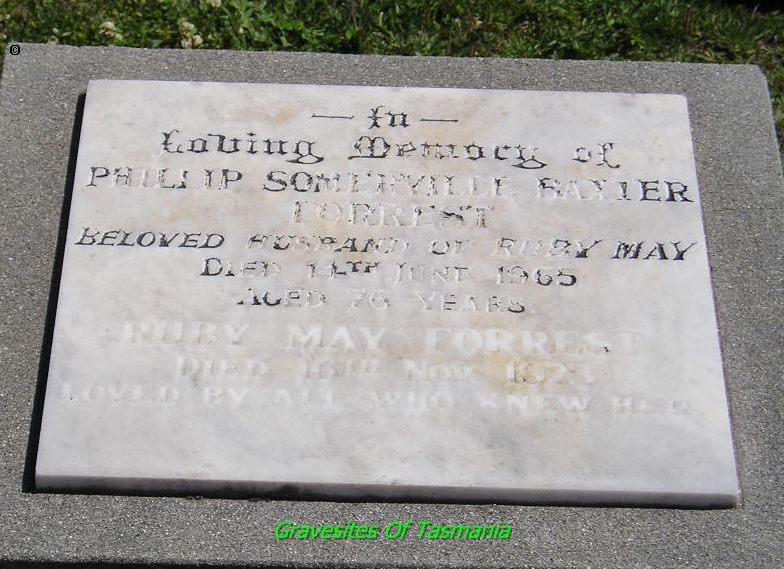 ©
— In —
Loving Memory of
PHILLIP SOMERVILLE BAXTER
FORREST
BELOVED HUSBAND OF RUBY MAY
DIED 14TH JUNE 1965
AGED 76 YEARS.
RUBY MAY FORREST
DIED 16TH NOV. 1973
LOVED BY ALL WHO KNEW HER
Gravesites Of Tasmania